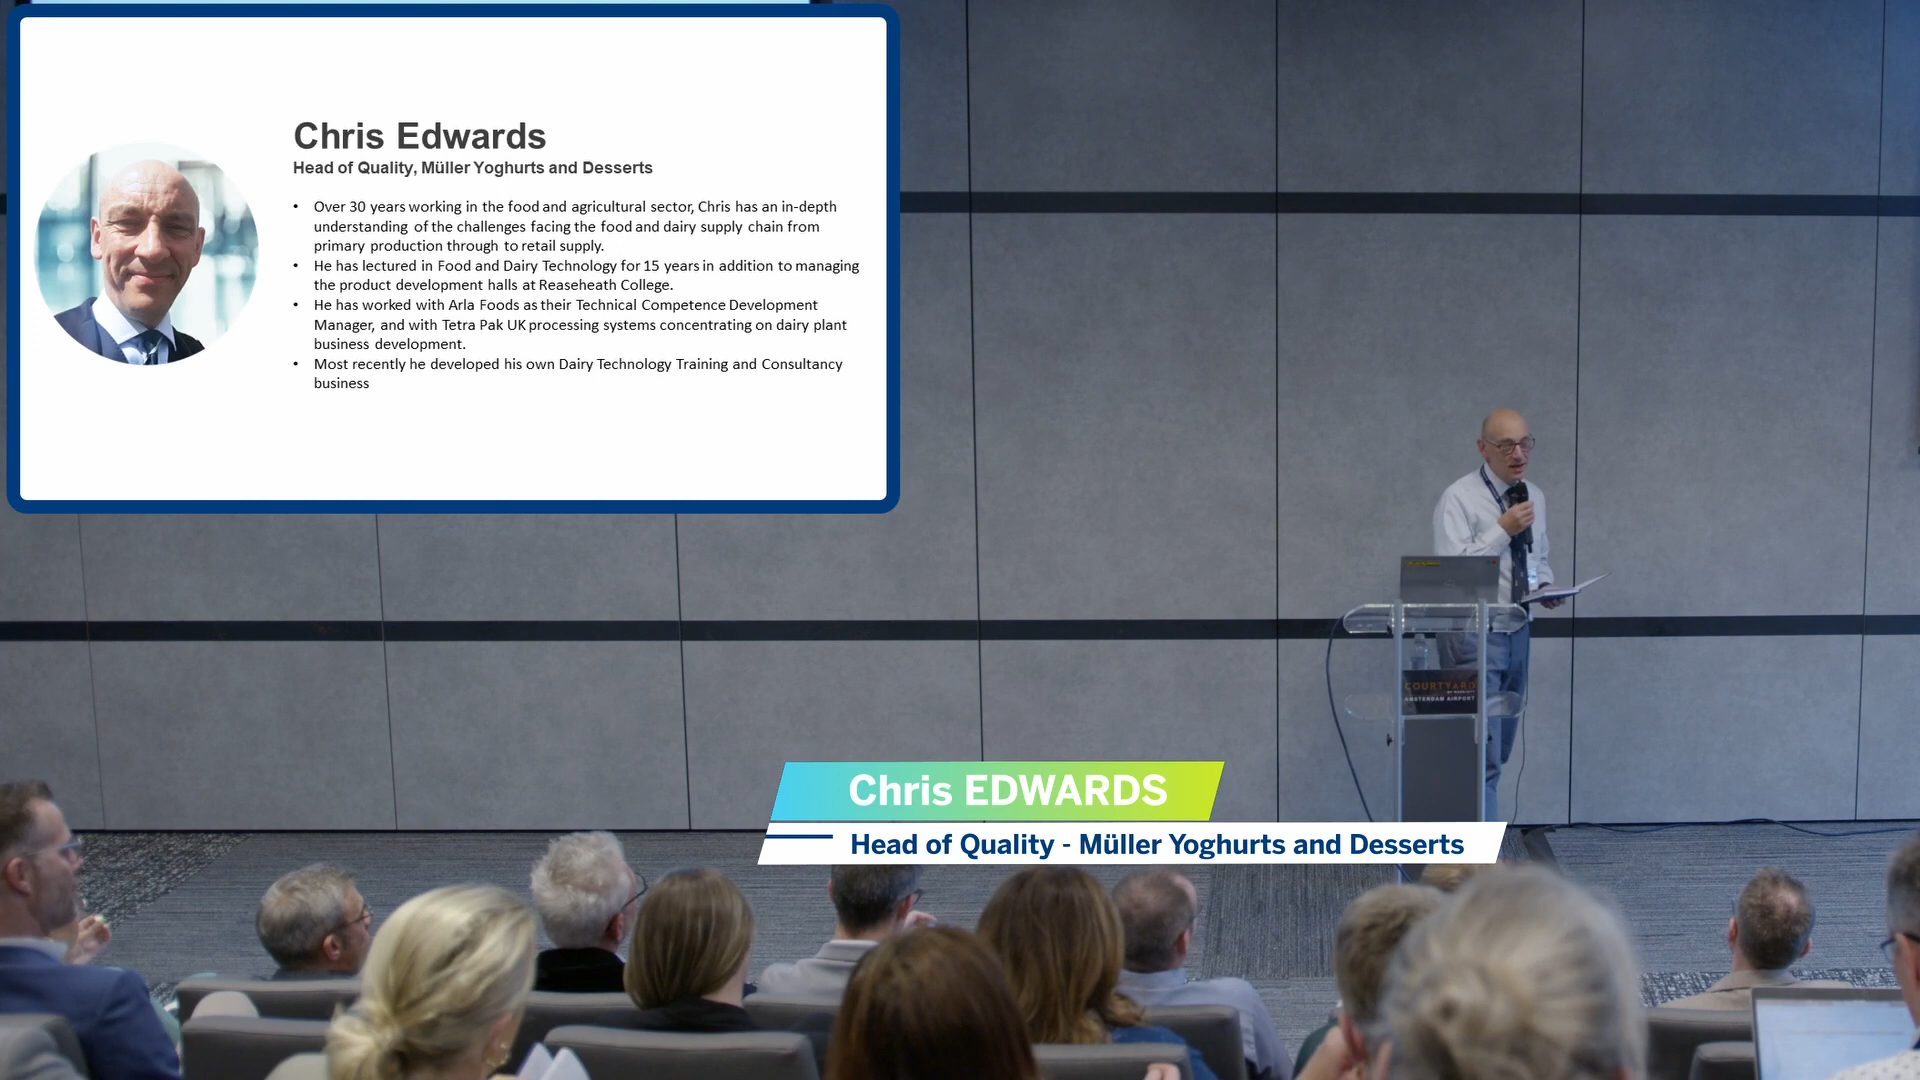 Chris Edwards
Head of Quality, Müller Yoghurts and Desserts
• Over 30 years working in the food and agricultural sector, Chris has an in-depth
understanding of the challenges facing the food and dairy supply chain from
primary production through to retail supply.
• He has lectured in Food and Dairy Technology for 15 years in addition to managing
the product development halls at Reaseheath College.
• He has worked with Arla Foods as their Technical Competence Development
Manager, and with Tetra Pak UK processing systems concentrating on dairy plant
business development.
• Most recently he developed his own Dairy Technology Training and Consultancy
business
COURTYARD
BY MARRIOTT
AMSTERDAM AIRPORT
Chris EDWARDS
Head of Quality - Müller Yoghurts and Desserts